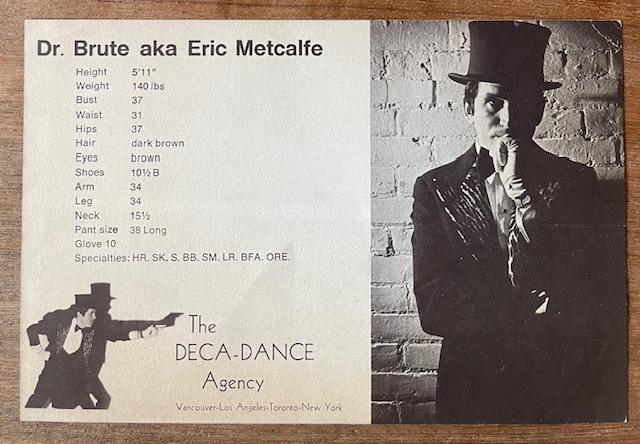 Dr. Brute aka Eric Metcalfe
Height 5'11"
Weight 140 lbs
Bust 37
Waist 31
Hips 37
Hair dark brown
Eyes brown
Shoes 10½ B
Arm 34
Leg 34
Neck 15½
Pant size 38 Long
Glove 10
Specialties: HR. SK. S. BB. SM. LR. BFA. ORE.
The
DECA-DANCE
Agency
Vancouver-Los Angeles-Toronto-New York